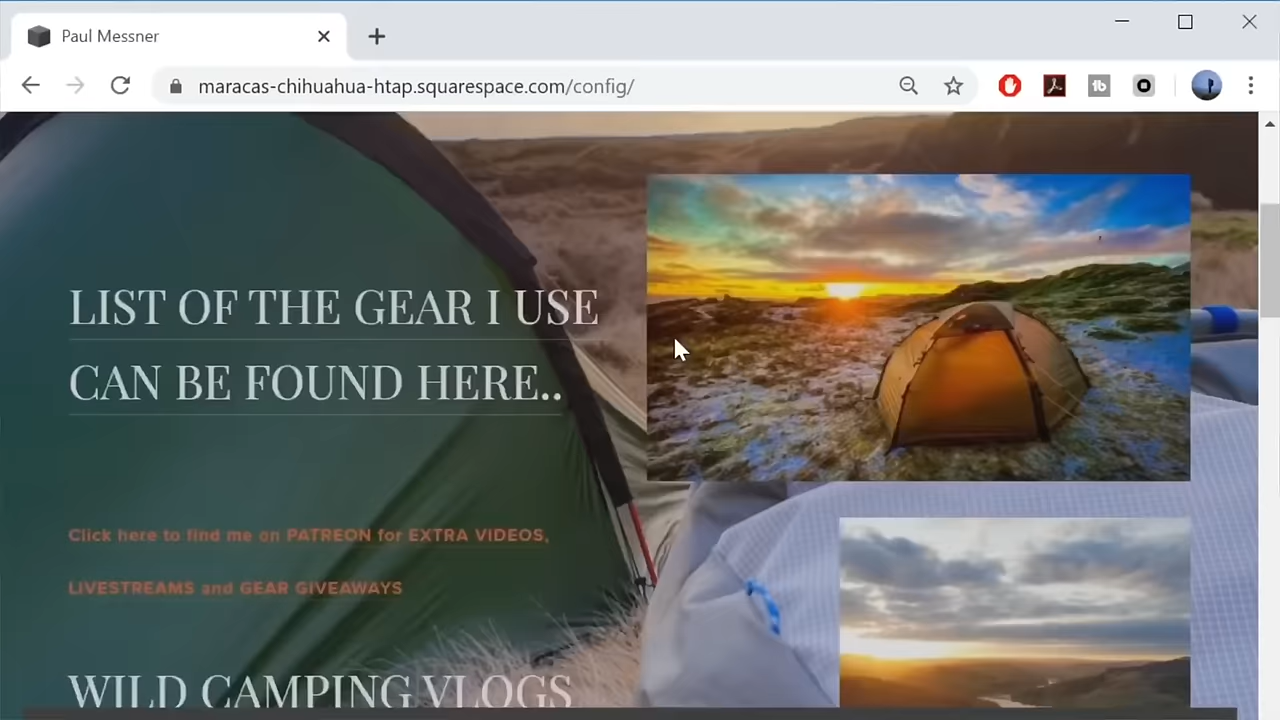 Paul Messner
maracas-chihuahua-htap.squarespace.com/config/
tb
LIST OF THE GEAR I USE
CAN BE FOUND HERE..
Click here to find me on PATREON for EXTRA VIDEOS,
LIVESTREAMS and GEAR GIVEAWAYS
WILD CAMPING VLOGS